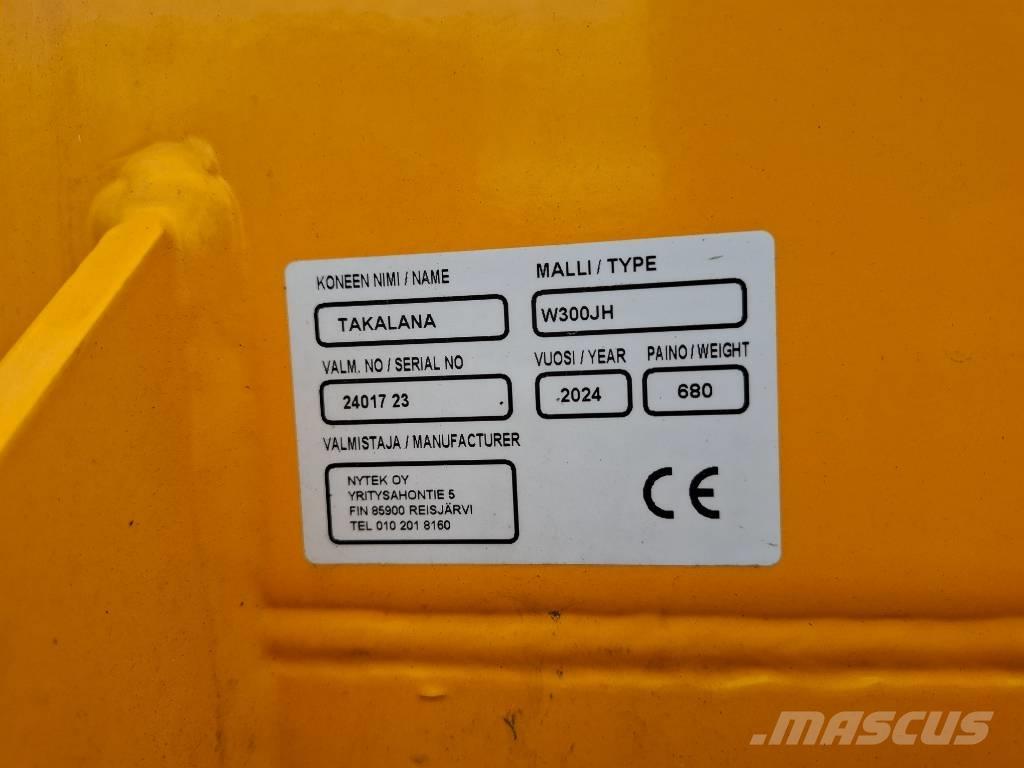 KONEEN NIMI / NAME
TAKALANA
MALLI / TYPE
W300JH
VALM. NO / SERIAL NO
24017 23
VUOSI / YEAR
2024
PAINO / WEIGHT
680
VALMISTAJA / MANUFACTURER
NYTEK OY
YRITYSAHONTIE 5
FIN 85900 REISJÄRVI
TEL 010 201 8160
CE
MASCUS